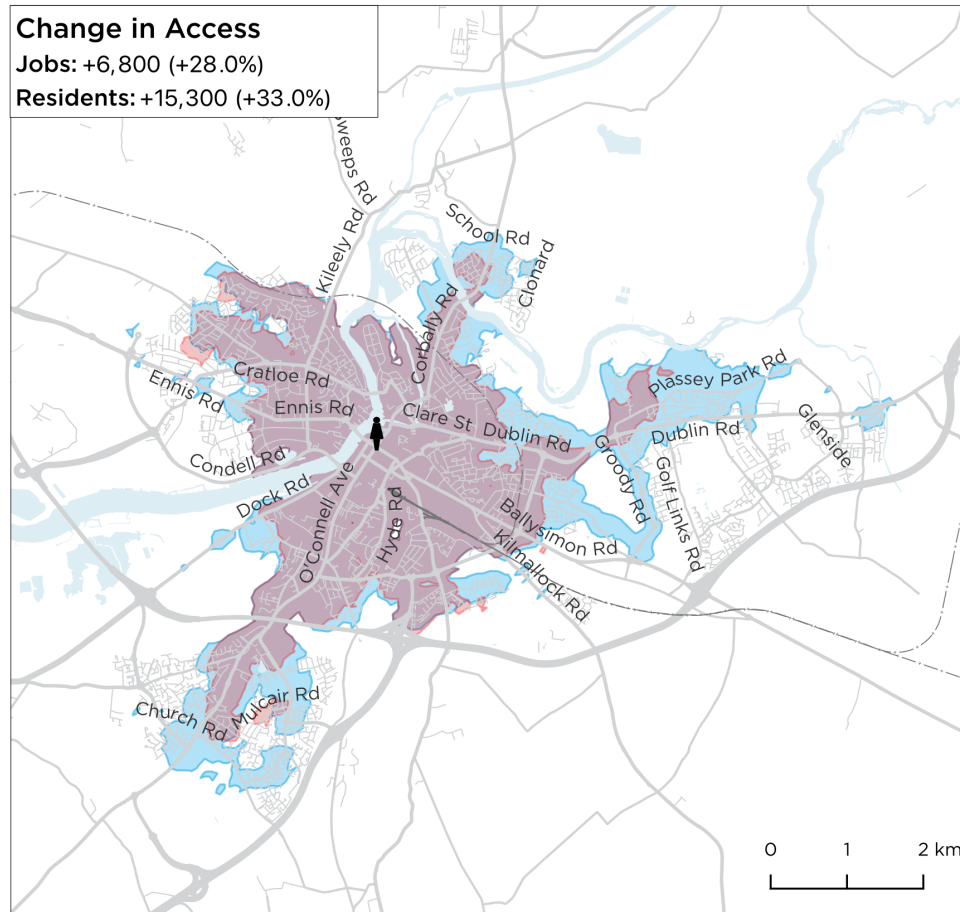 Change in Access
Jobs: +6,800 (+28.0%)
Residents: +15,300 (+33.0%)
Sweeps Rd
School Rd
Kileely Rd
Clonard
Corbally Rd
Cratloe Rd
Plassey Park Rd
Ennis Rd
Ennis Rd
Clare St
Dublin Rd
Dublin Rd
Glenside
Condell Rd
Groody Rd
Golf Links Rd
Dock Rd
O'Connell Ave
Hyde Rd
Ballysimon Rd
Kilmallock Rd
Mulcair Rd
Church Rd
0 1 2 km